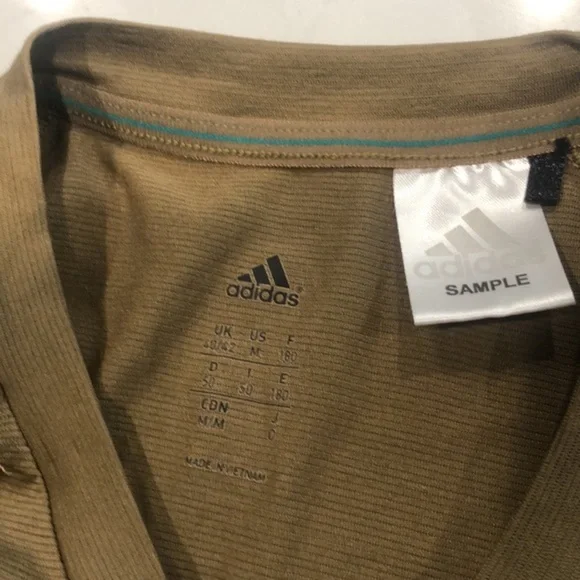 adidas
UK US F
40/42 M 180
D I E
50 50 180
CDN J
M/M
MADE IN VIETNAM
adidas
SAMPLE